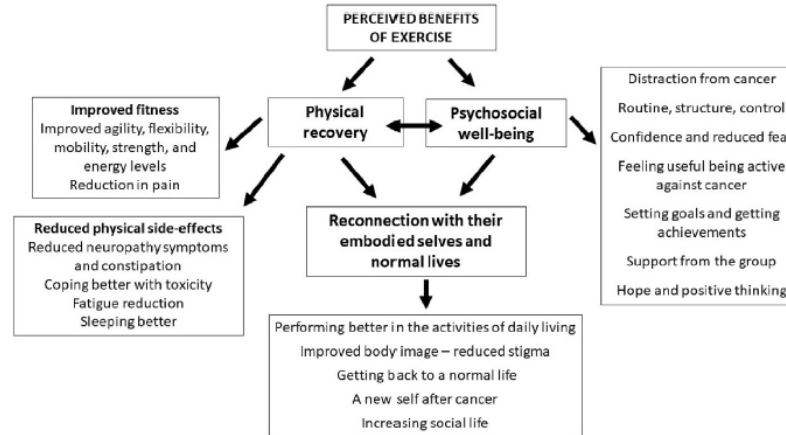 PERCEIVED BENEFITS
OF EXERCISE
Improved fitness
Improved agility, flexibility,
mobility, strength, and
energy levels
Reduction in pain
Physical
recovery
Psychosocial
well-being
Distraction from cancer
Routine, structure, control
Confidence and reduced fea
Feeling useful being active
against cancer
Setting goals and getting
achievements
Support from the group
Hope and positive thinking
Reduced physical side-effects
Reduced neuropathy symptoms
and constipation
Coping better with toxicity
Fatigue reduction
Sleeping better
Reconnection with their
embodied selves and
normal lives
Performing better in the activities of daily living
Improved body image – reduced stigma
Getting back to a normal life
A new self after cancer
Increasing social life